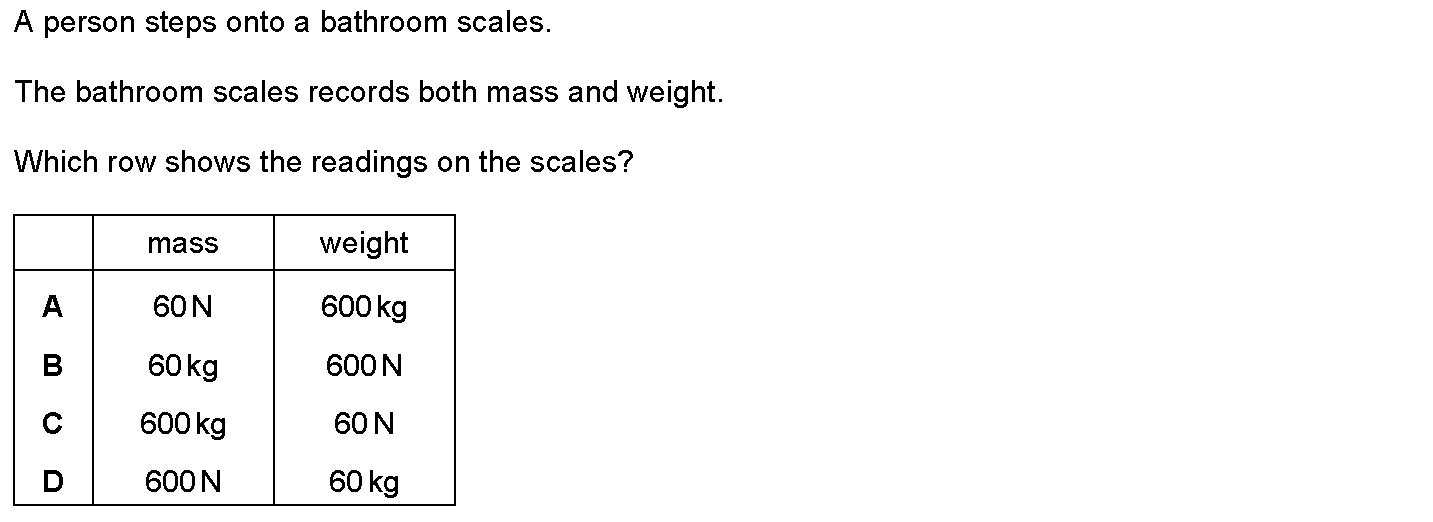 A person steps onto a bathroom scales.
The bathroom scales records both mass and weight.
Which row shows the readings on the scales?
mass weight
A 60 N 600 kg
B 60 kg 600 N
C 600 kg 60 N
D 600 N 60 kg